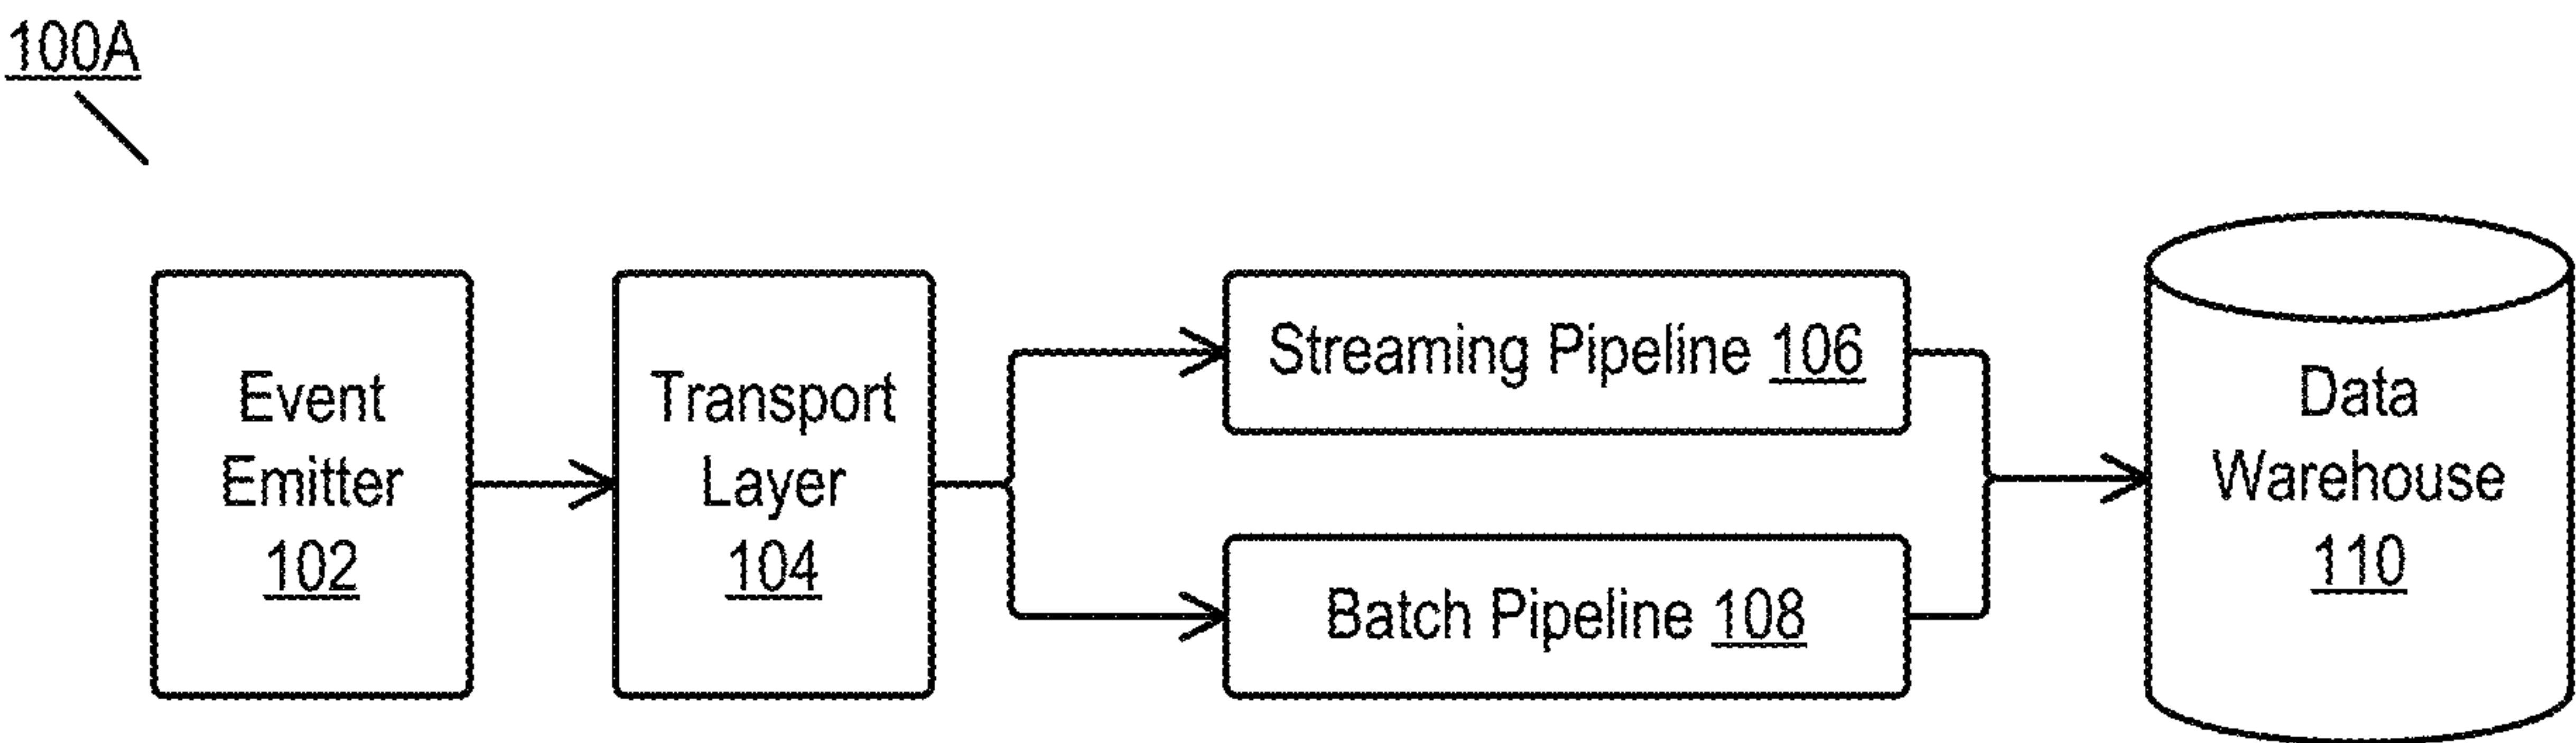 100A
Event
Emitter
102
Transport
Layer
104
Streaming Pipeline 106
Batch Pipeline 108
Data
Warehouse
110